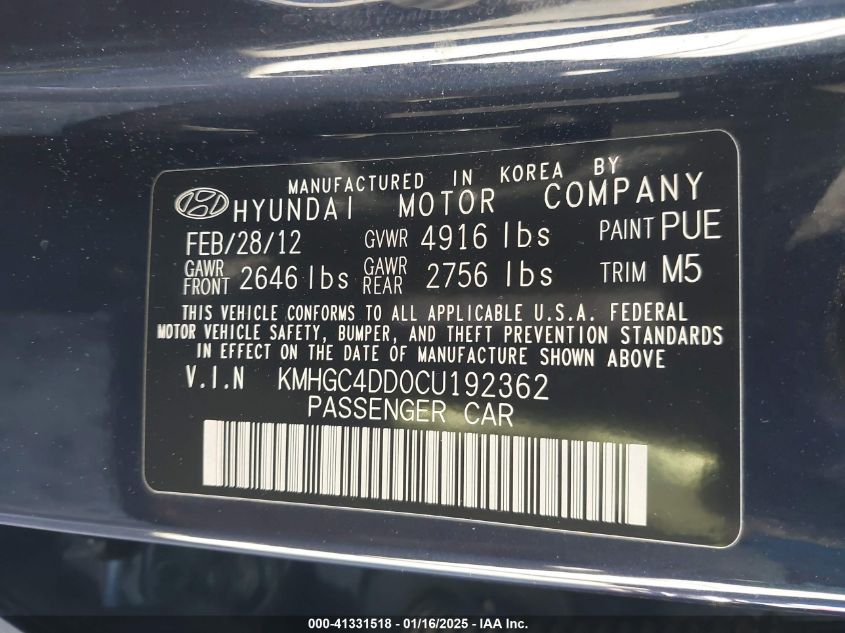 MANUFACTURED IN KOREA BY
HYUNDAI MOTOR COMPANY
FEB/28/12 GVWR 4916 lbs PAINT PUE
GAWR FRONT 2646 lbs GAWR REAR 2756 lbs TRIM M5
THIS VEHICLE CONFORMS TO ALL APPLICABLE U.S.A. FEDERAL
MOTOR VEHICLE SAFETY, BUMPER, AND THEFT PREVENTION STANDARDS
IN EFFECT ON THE DATE OF MANUFACTURE SHOWN ABOVE
V.I.N KMHGC4DD0CU192362
PASSENGER CAR
000-41331518 - 01/16/2025 - IAA Inc.